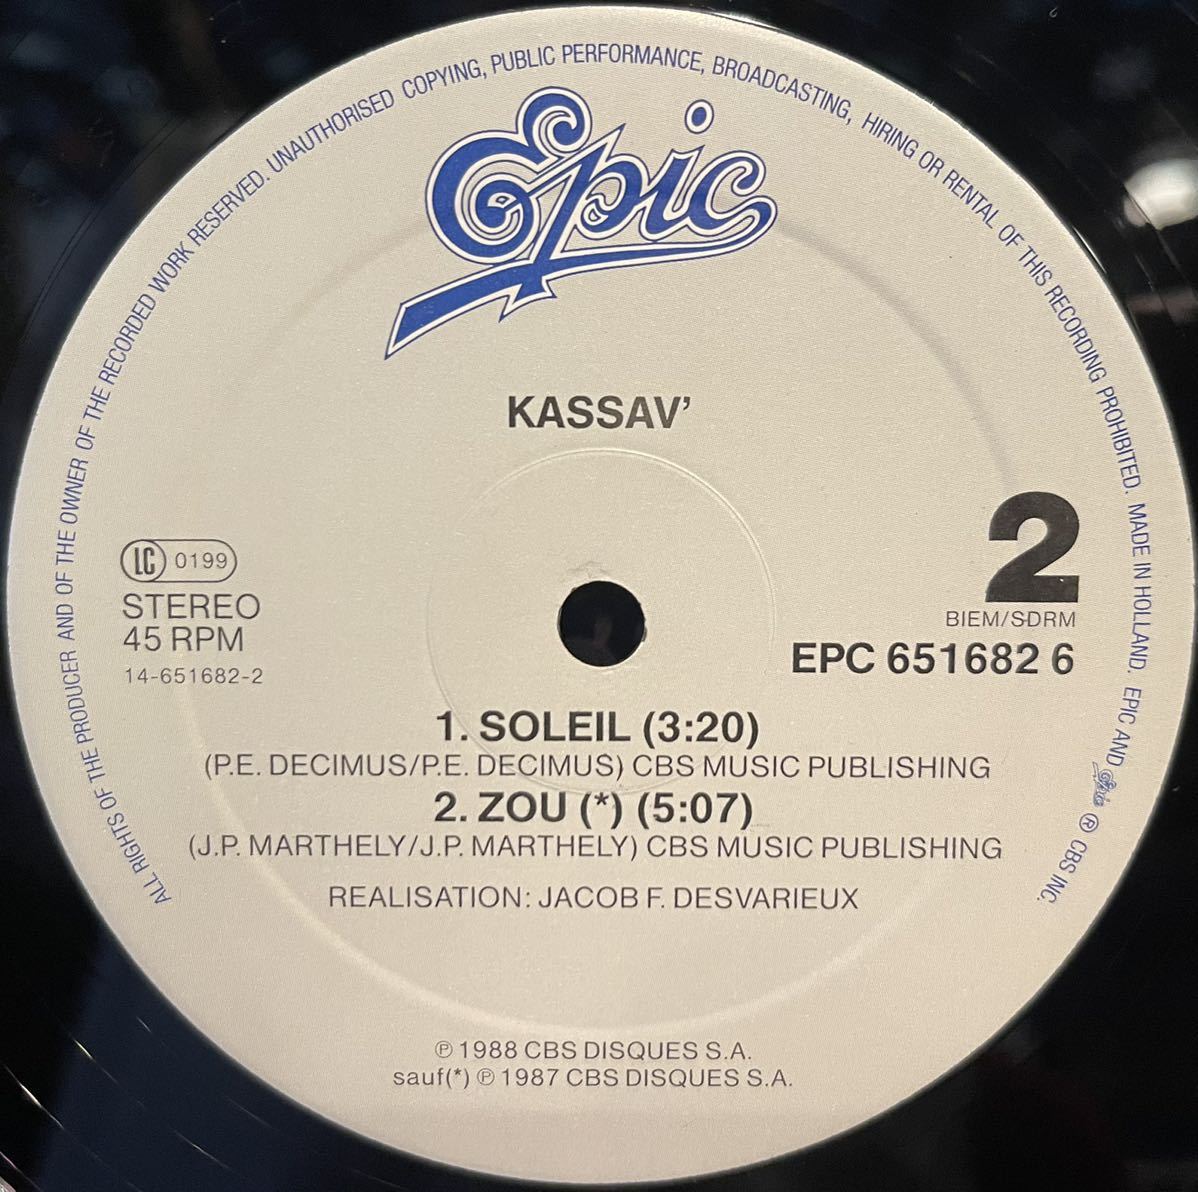 ALL RIGHTS OF THE PRODUCER AND OF THE OWNER OF THE RECORDED WORK RESERVED. UNAUTHORISED COPYING, PUBLIC PERFORMANCE, BROADCASTING, HIRING OR RENTAL OF THIS RECORDING PROHIBITED. MADE IN HOLLAND. EPIC AND Epic ® CBS INC.
Epic
KASSAV'
LC 0199
STEREO
45 RPM
14-651682-2
2
BIEM/SDRM
EPC 651682 6
1. SOLEIL (3:20)
(P.E. DECIMUS/P.E. DECIMUS) CBS MUSIC PUBLISHING
2. ZOU (*) (5:07)
(J.P. MARTHELY/J.P. MARTHELY) CBS MUSIC PUBLISHING
REALISATION: JACOB F. DESVARIEUX
℗ 1988 CBS DISQUES S.A.
sauf(*) ℗ 1987 CBS DISQUES S.A.